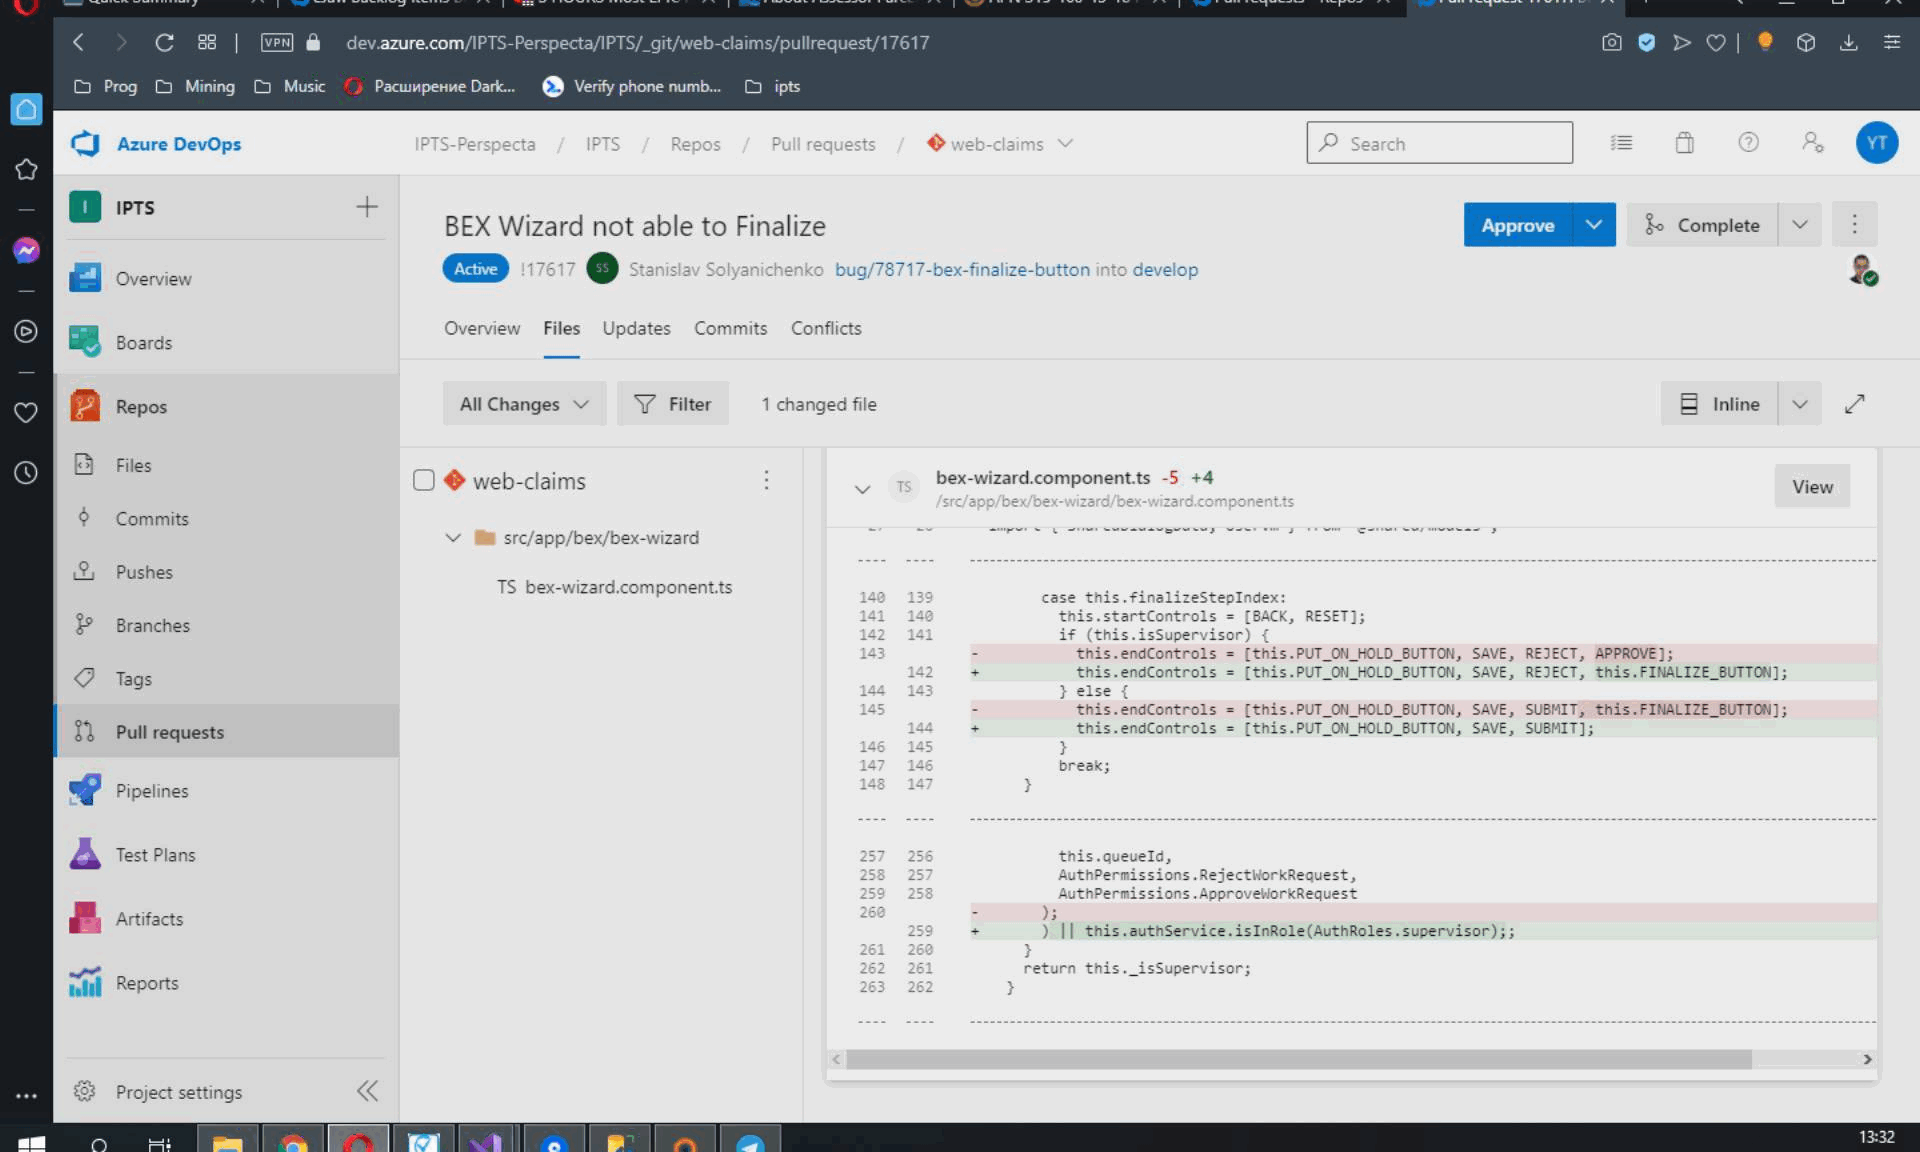 VPN dev.azure.com/IPTS-Perspecta/IPTS/_git/web-claims/pullrequest/17617
Prog Mining Music Расширение Dark... Verify phone numb... ipts
Azure DevOps IPTS-Perspecta / IPTS / Repos / Pull requests / web-claims Search YT
I IPTS
Overview
Boards
Repos
Files
Commits
Pushes
Branches
Tags
Pull requests
Pipelines
Test Plans
Artifacts
Reports
Project settings
BEX Wizard not able to Finalize
Approve Complete
Active !17617 SS Stanislav Solyanichenko bug/78717-bex-finalize-button into develop
Overview Files Updates Commits Conflicts
All Changes Filter 1 changed file Inline
web-claims
src/app/bex/bex-wizard
TS bex-wizard.component.ts
TS bex-wizard.component.ts -5 +4
/src/app/bex/bex-wizard/bex-wizard.component.ts
View
140 139 case this.finalizeStepIndex:
141 140 this.startControls = [BACK, RESET];
142 141 if (this.isSupervisor) {
143 - this.endControls = [this.PUT_ON_HOLD_BUTTON, SAVE, REJECT, APPROVE];
142 + this.endControls = [this.PUT_ON_HOLD_BUTTON, SAVE, REJECT, this.FINALIZE_BUTTON];
144 143 } else {
145 - this.endControls = [this.PUT_ON_HOLD_BUTTON, SAVE, SUBMIT, this.FINALIZE_BUTTON];
144 + this.endControls = [this.PUT_ON_HOLD_BUTTON, SAVE, SUBMIT];
146 145 }
147 146 break;
148 147 }
257 256 this.queueId,
258 257 AuthPermissions.RejectWorkRequest,
259 258 AuthPermissions.ApproveWorkRequest
260 - );
259 + ) || this.authService.isInRole(AuthRoles.supervisor);;
261 260 }
262 261 return this._isSupervisor;
263 262 }
13:32